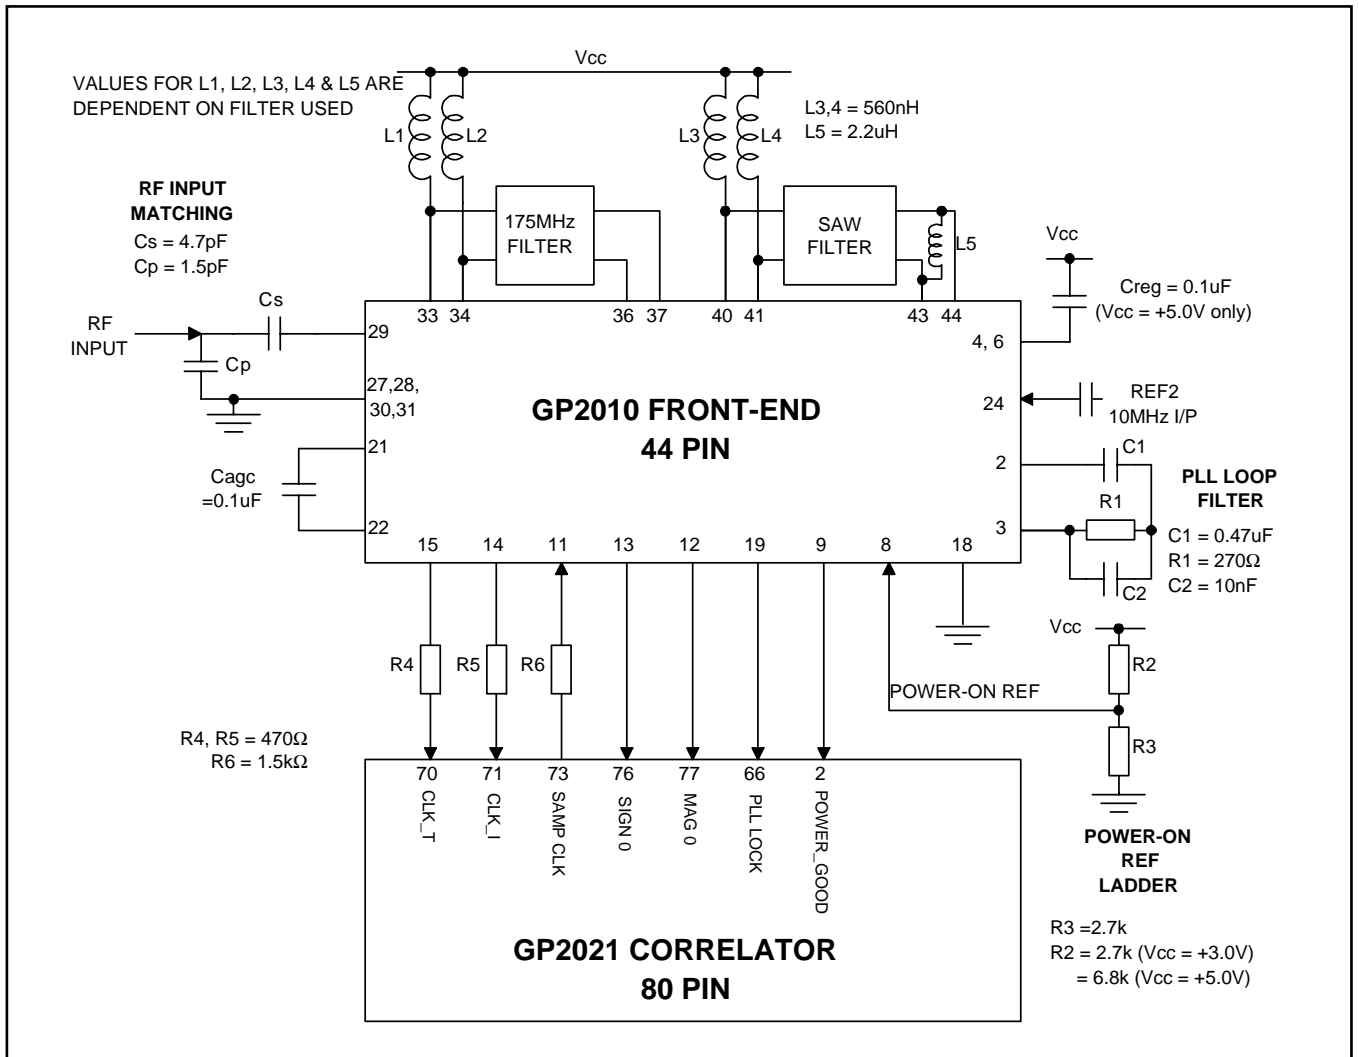 Vcc
VALUES FOR L1, L2, L3, L4 & L5 ARE
DEPENDENT ON FILTER USED
L1
L2
L3
L4
L3,4 = 560nH
L5 = 2.2uH
RF INPUT
MATCHING
Cs = 4.7pF
Cp = 1.5pF
175MHz
FILTER
SAW
FILTER
L5
Vcc
Creg = 0.1uF
(Vcc = +5.0V only)
Cs
RF
INPUT
Cp
33
34
36
37
40
41
43
44
29
4, 6
27,28,
30,31
GP2010 FRONT-END
44 PIN
24
REF2
10MHz I/P
21
Cagc
=0.1uF
22
2
C1
R1
3
C2
PLL LOOP
FILTER
C1 = 0.47uF
R1 = 270Ω
C2 = 10nF
15
14
11
13
12
19
9
8
18
Vcc
R4
R5
R6
R2
POWER-ON REF
R3
R4, R5 = 470Ω
R6 = 1.5kΩ
70
71
73
76
77
66
2
CLK_T
CLK_I
SAMP CLK
SIGN 0
MAG 0
PLL LOCK
POWER_GOOD
POWER-ON
REF
LADDER
GP2021 CORRELATOR
80 PIN
R3 =2.7k
R2 = 2.7k (Vcc = +3.0V)
= 6.8k (Vcc = +5.0V)